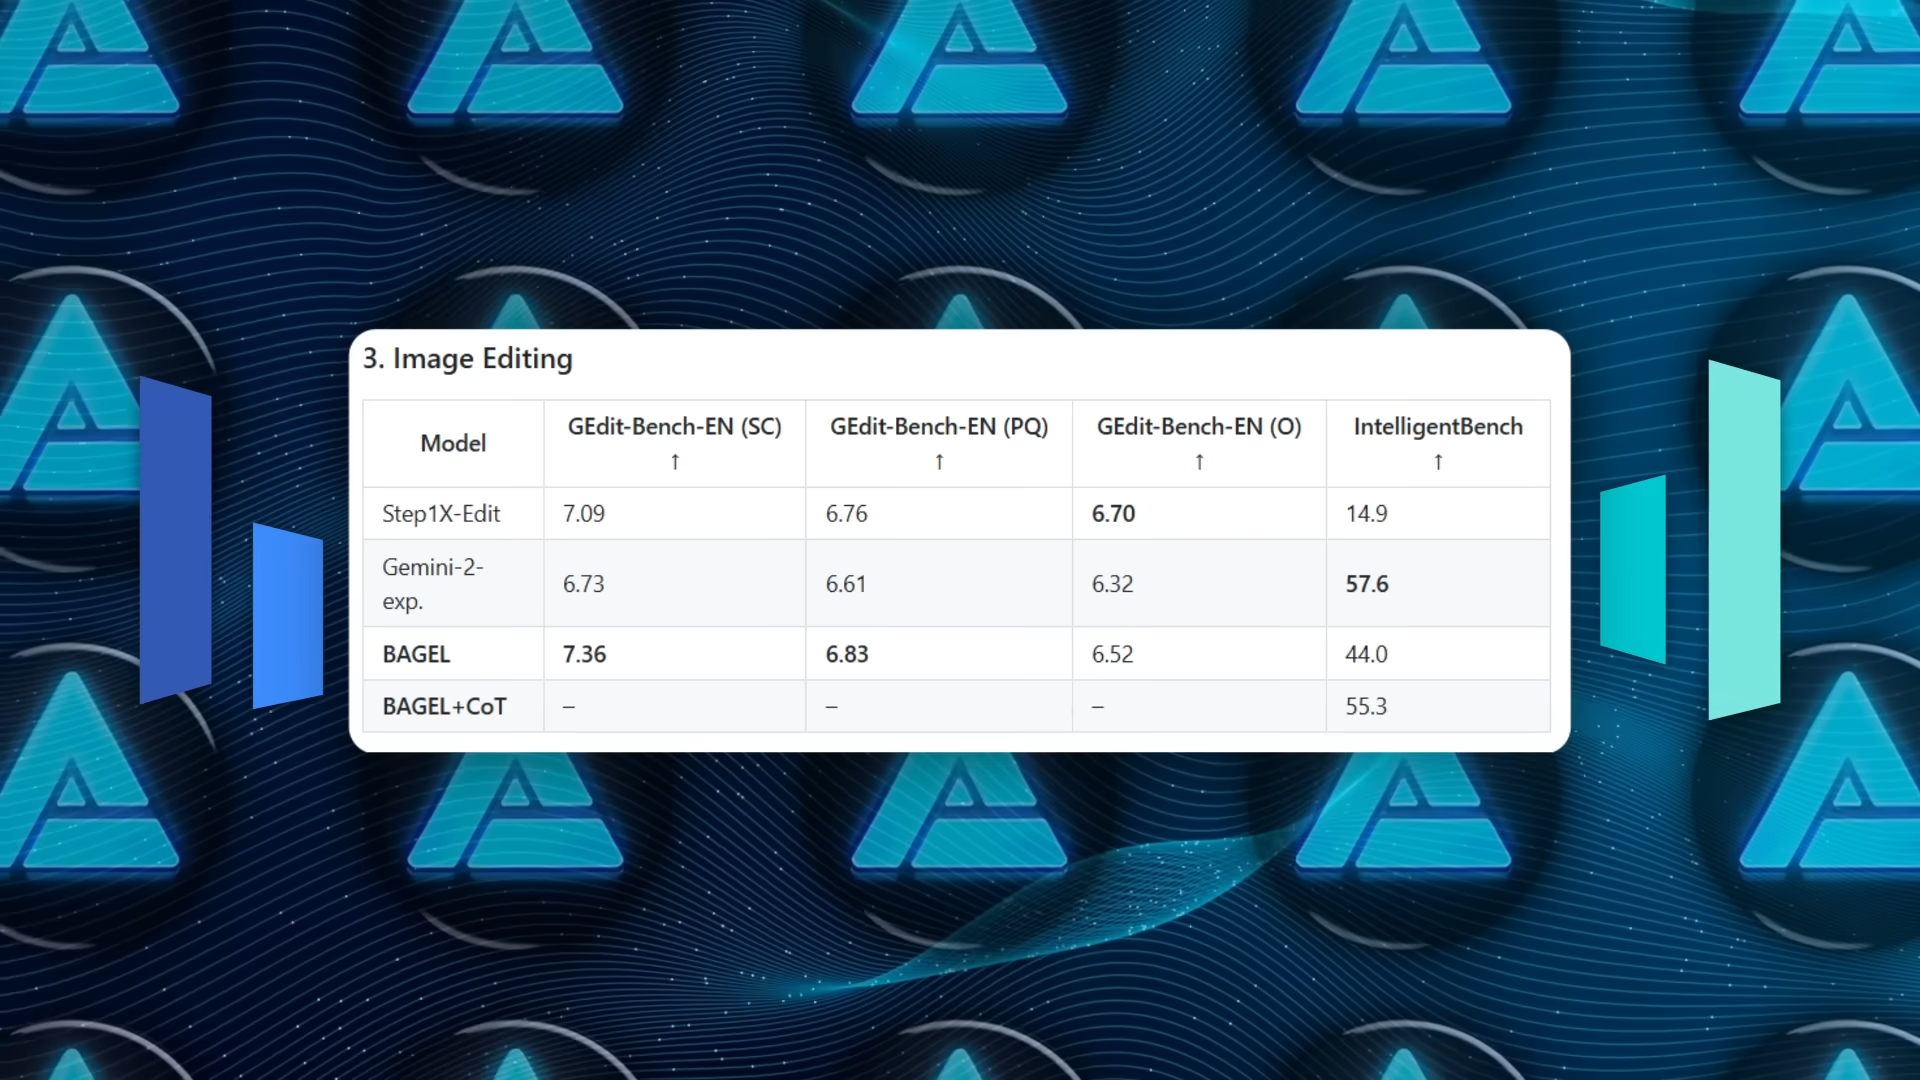 3. Image Editing
Model GEdit-Bench-EN (SC) ↑ GEdit-Bench-EN (PQ) ↑ GEdit-Bench-EN (O) ↑ IntelligentBench ↑
Step1X-Edit 7.09 6.76 6.70 14.9
Gemini-2-exp. 6.73 6.61 6.32 57.6
BAGEL 7.36 6.83 6.52 44.0
BAGEL+CoT – – – 55.3